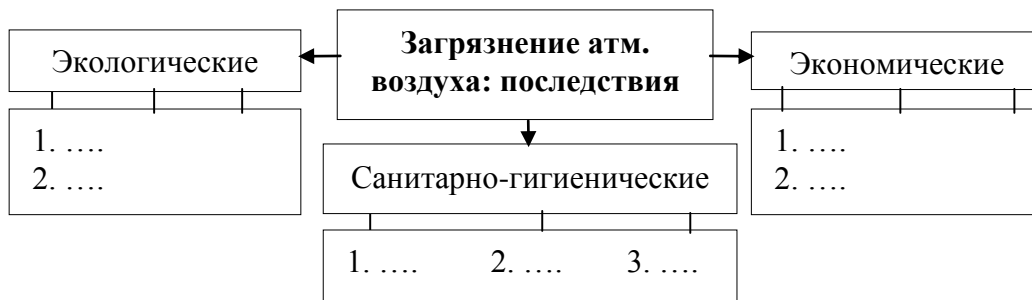 Загрязнение атм.
воздуха: последствия
Экологические
1. ….
2. ….
Санитарно-гигиенические
1. …. 2. …. 3. ….
Экономические
1. ….
2. ….